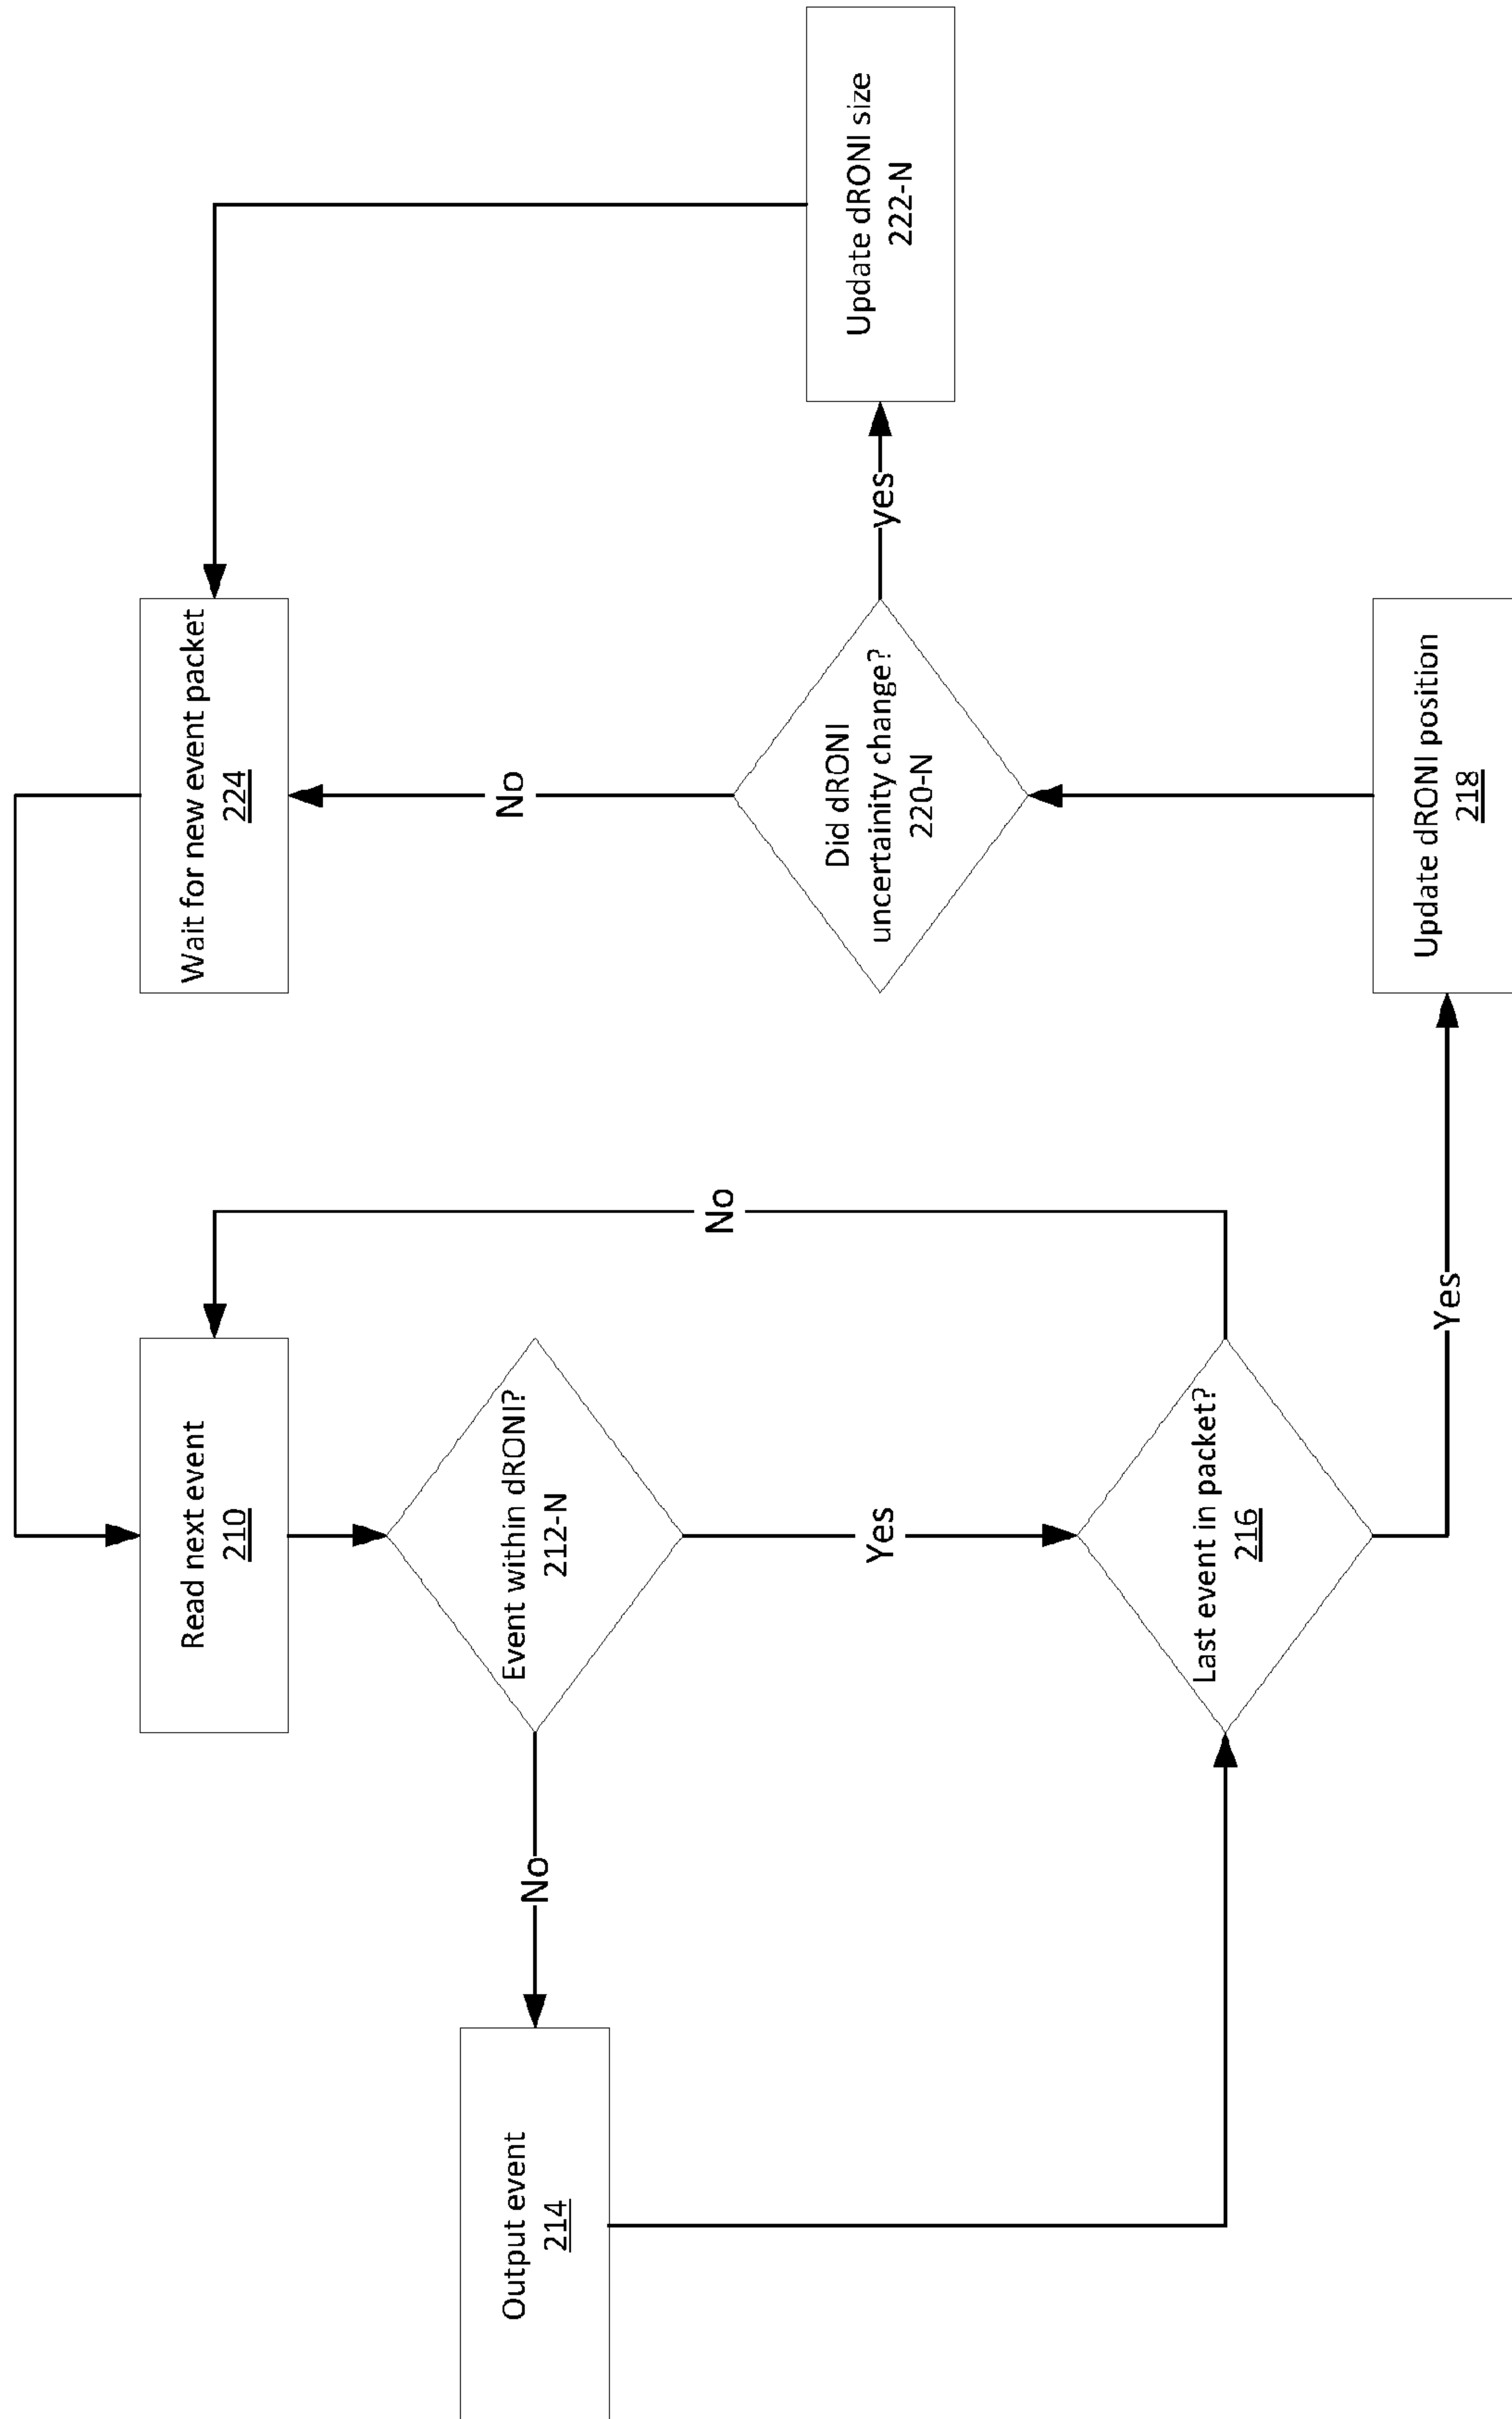 Read next event
210
Event within dRONI?
212-N
No
Output event
214
Yes
Last event in packet?
216
No
Yes
Update dRONI position
218
Did dRONI
uncertainity change?
220-N
No
yes
Update dRONI size
222-N
Wait for new event packet
224